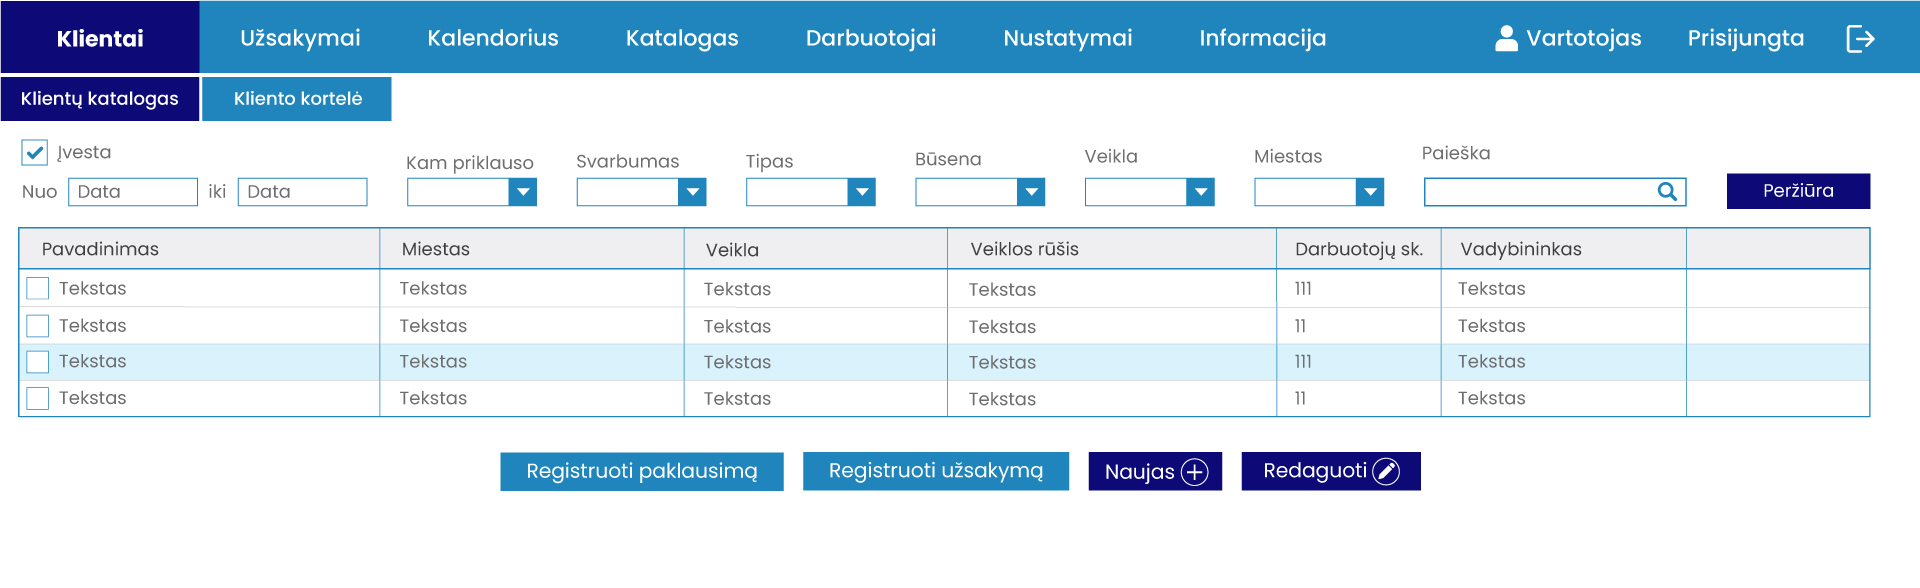 Klientai Užsakymai Kalendorius Katalogas Darbuotojai Nustatymai Informacija Vartotojas Prisijungta
Klientų katalogas Kliento kortelė
Įvesta Kam priklauso Svarbumas Tipas Būsena Veikla Miestas Paieška
Nuo Data iki Data Peržiūra
Pavadinimas Miestas Veikla Veiklos rūšis Darbuotojų sk. Vadybininkas
Tekstas Tekstas Tekstas Tekstas 111 Tekstas
Tekstas Tekstas Tekstas Tekstas 11 Tekstas
Tekstas Tekstas Tekstas Tekstas 111 Tekstas
Tekstas Tekstas Tekstas Tekstas 11 Tekstas
Registruoti paklausimą Registruoti užsakymą Naujas Redaguoti